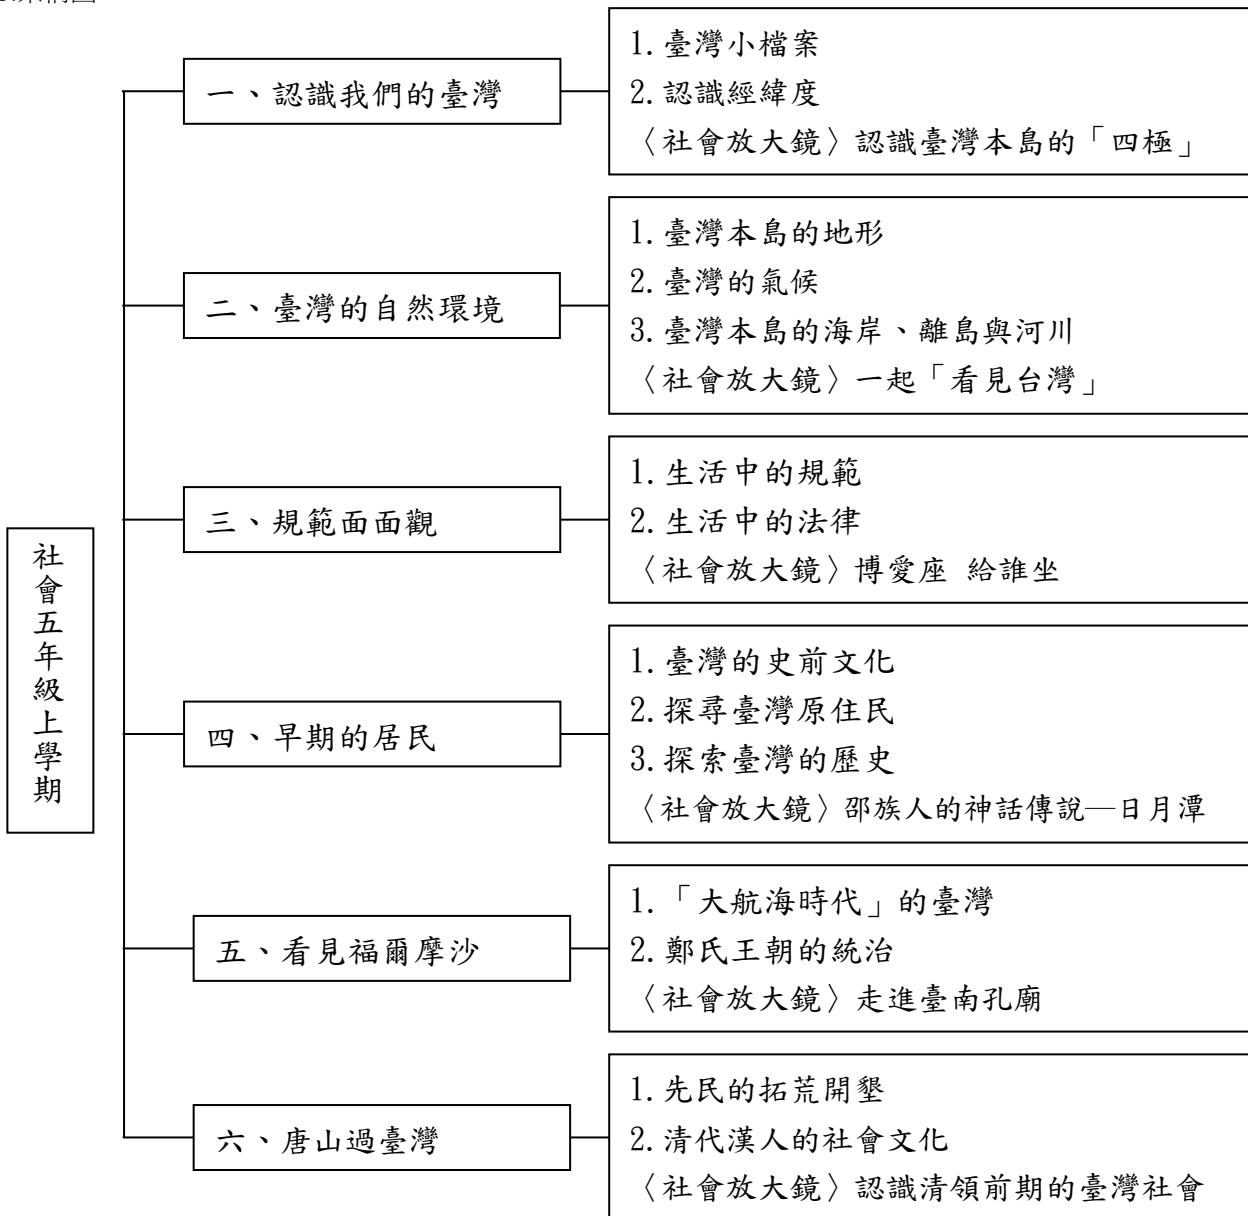 社會五年級上學期
一、認識我們的臺灣
1.臺灣小檔案
2.認識經緯度
〈社會放大鏡〉認識臺灣本島的「四極」
二、臺灣的自然環境
1.臺灣本島的地形
2.臺灣的氣候
3.臺灣本島的海岸、離島與河川
〈社會放大鏡〉一起「看見台灣」
三、規範面面觀
1.生活中的規範
2.生活中的法律
〈社會放大鏡〉博愛座 給誰坐
四、早期的居民
1.臺灣的史前文化
2.探尋臺灣原住民
3.探索臺灣的歷史
〈社會放大鏡〉邵族人的神話傳說—日月潭
五、看見福爾摩沙
1.「大航海時代」的臺灣
2.鄭氏王朝的統治
〈社會放大鏡〉走進臺南孔廟
六、唐山過臺灣
1.先民的拓荒開墾
2.清代漢人的社會文化
〈社會放大鏡〉認識清領前期的臺灣社會